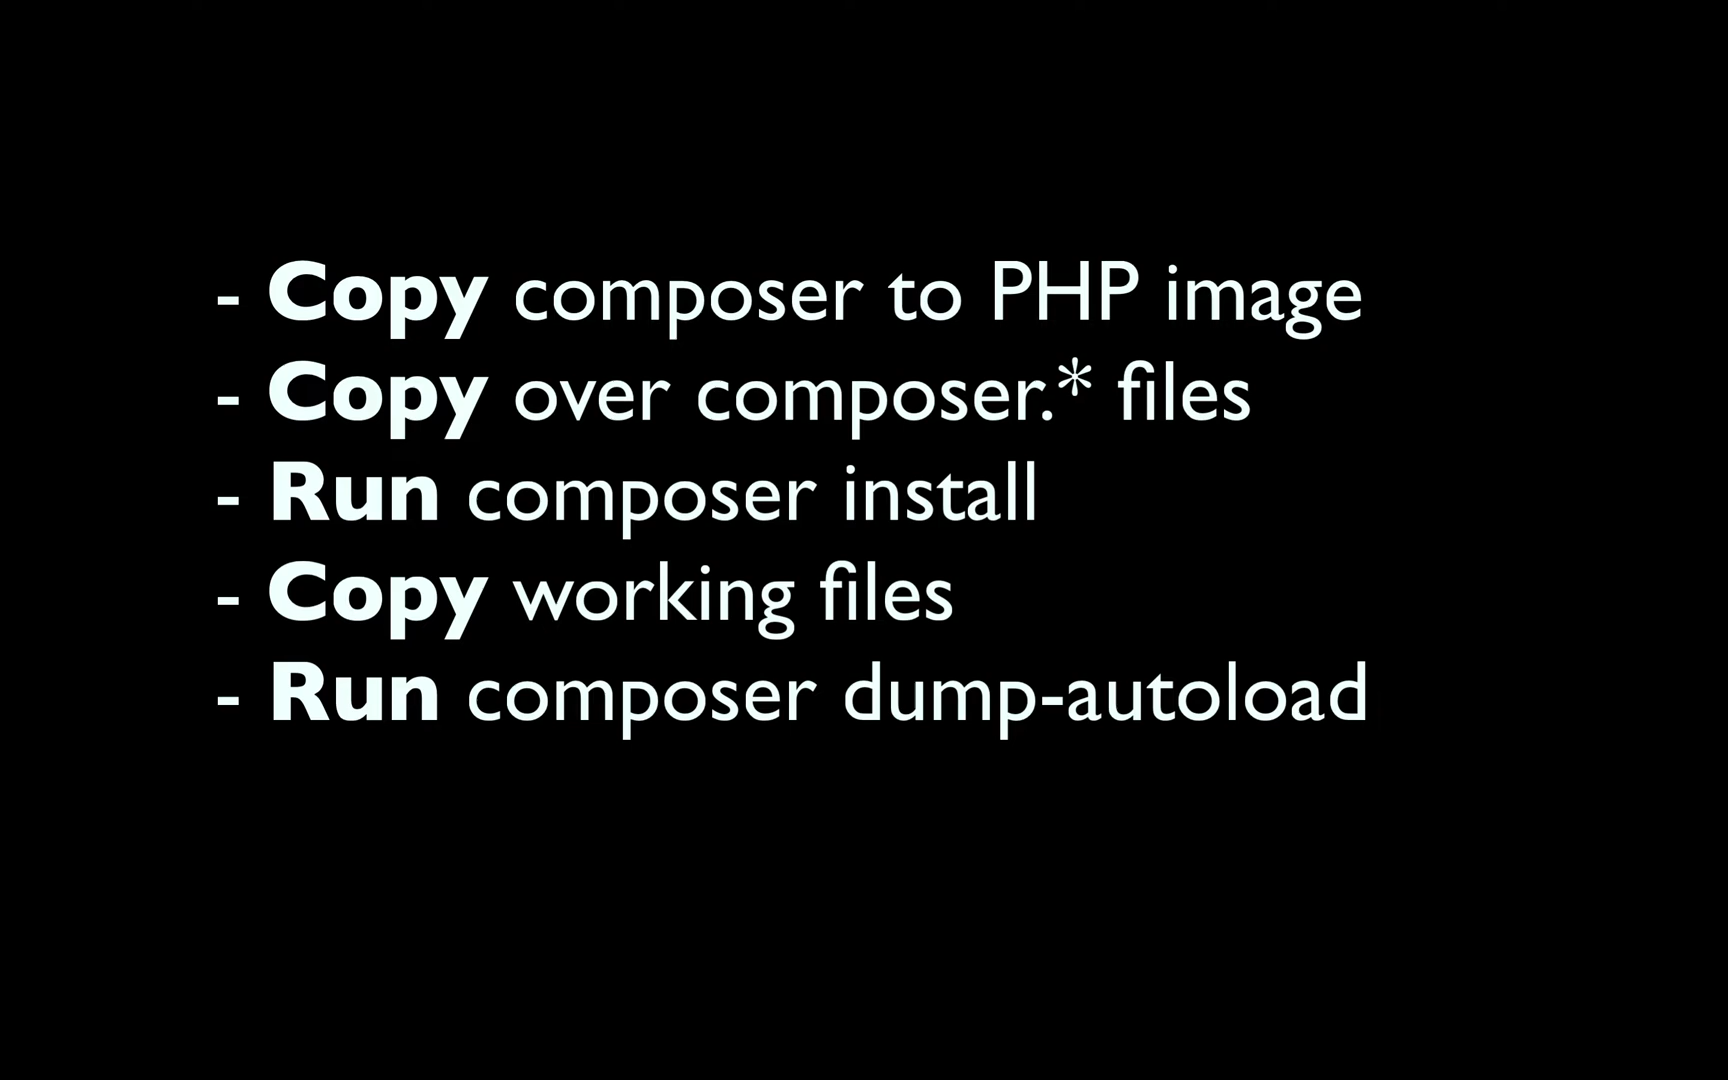 - Copy composer to PHP image
- Copy over composer.* files
- Run composer install
- Copy working files
- Run composer dump-autoload